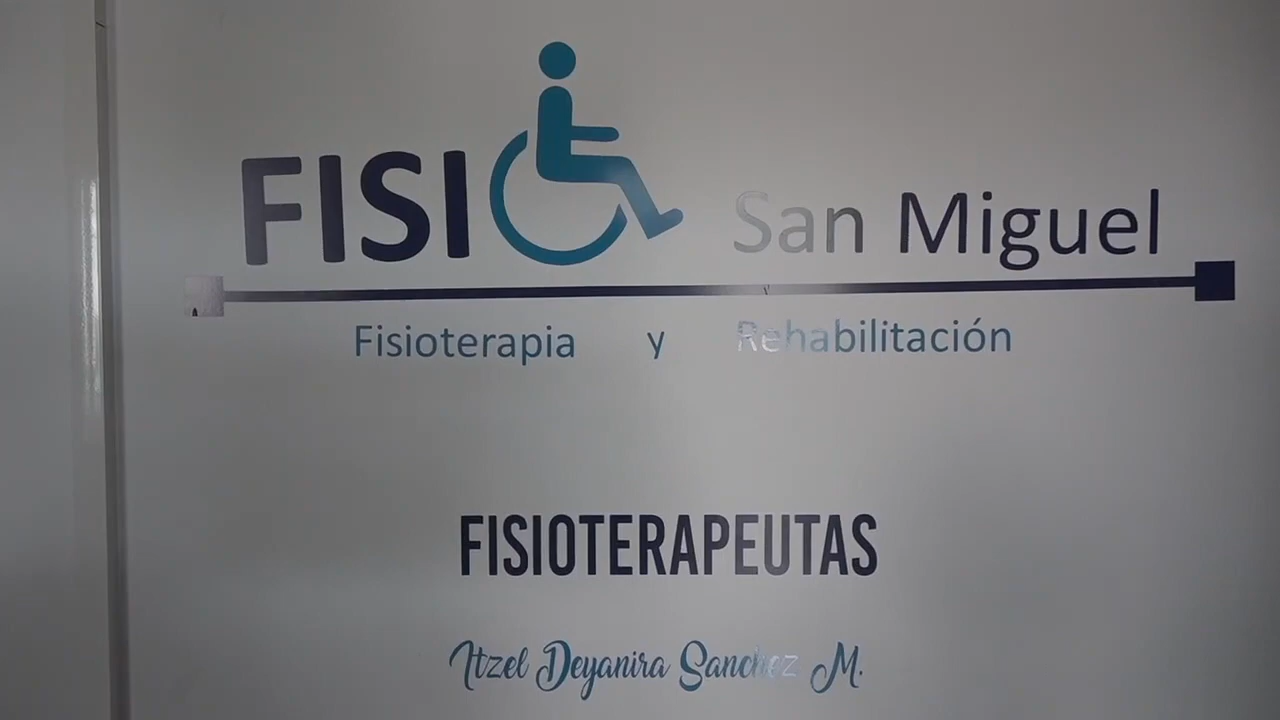 FISIO San Miguel
Fisioterapia y Rehabilitación
FISIOTERAPEUTAS
Itzel Deyanira Sanchez M.